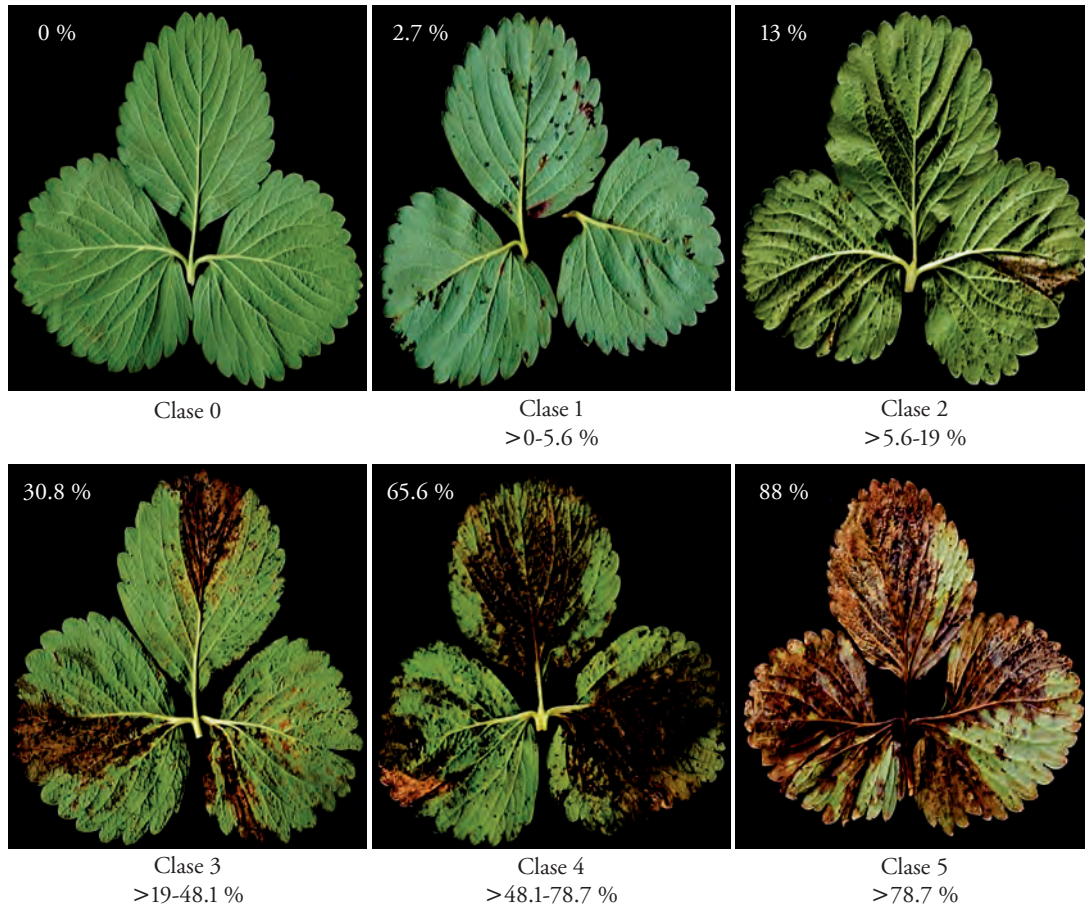 0 %
2.7 %
13 %
Clase 0
Clase 1
>0-5.6 %
Clase 2
>5.6-19 %
30.8 %
65.6 %
88 %
Clase 3
>19-48.1 %
Clase 4
>48.1-78.7 %
Clase 5
>78.7 %